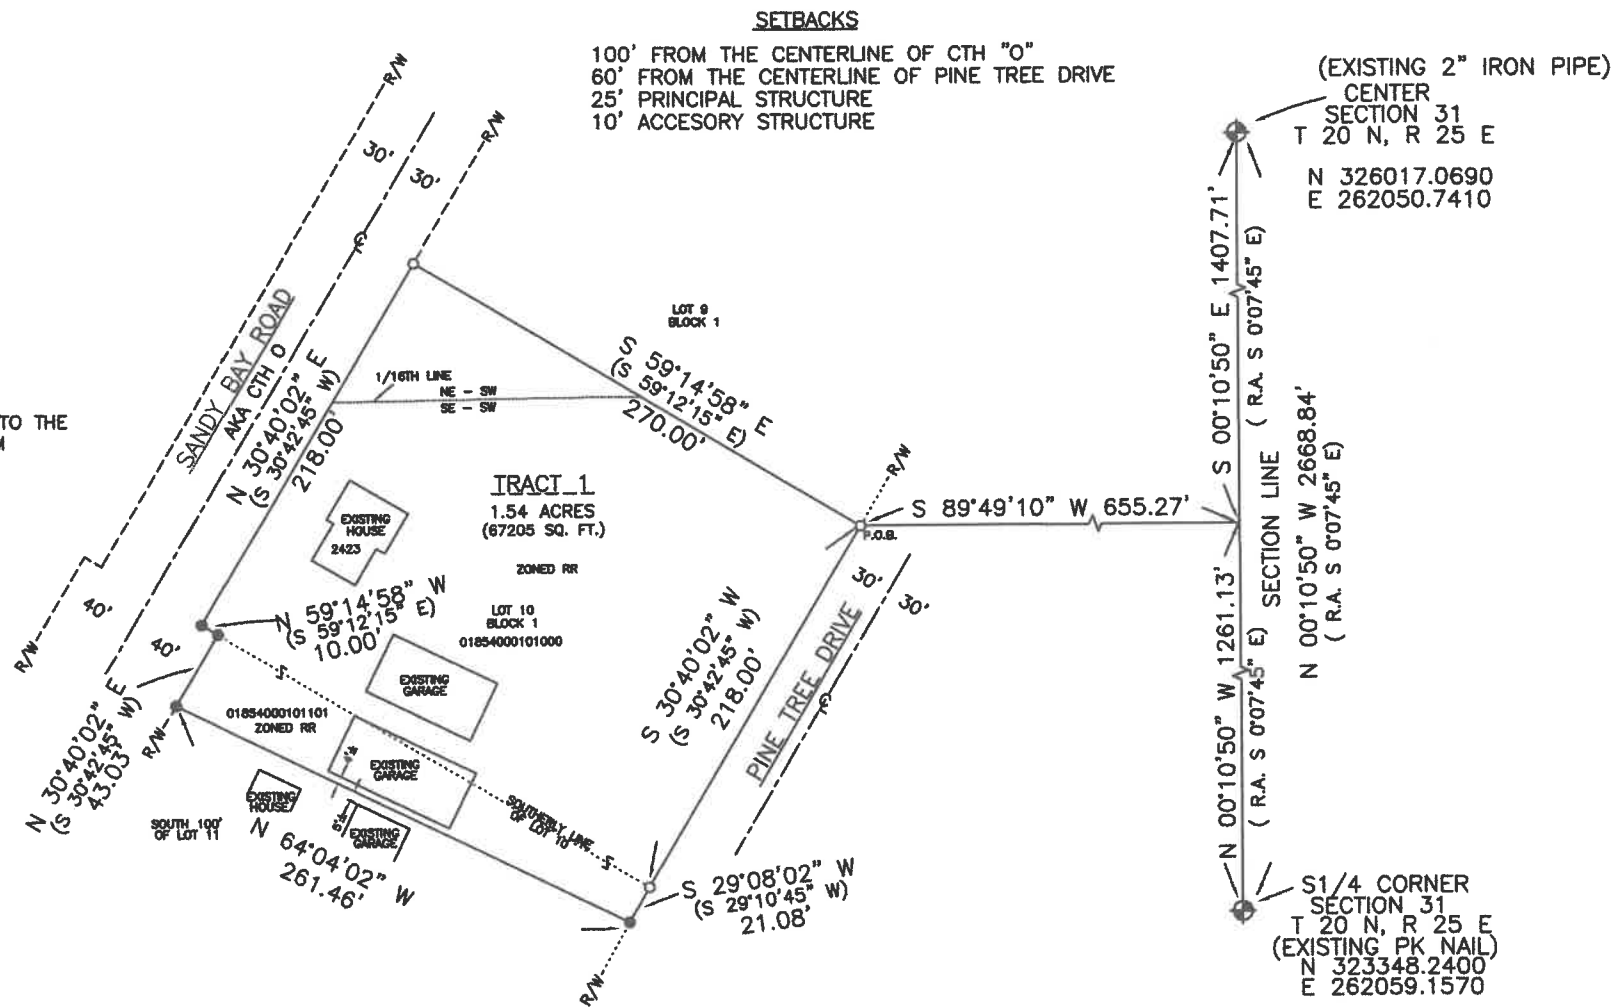 SETBACKS
100' FROM THE CENTERLINE OF CTH "O"
60' FROM THE CENTERLINE OF PINE TREE DRIVE
25' PRINCIPAL STRUCTURE
10' ACCESORY STRUCTURE
(EXISTING 2" IRON PIPE)
CENTER
SECTION 31
T 20 N, R 25 E
N 326017.0690
E 262050.7410
R/W
R/W
30'
30'
SANDY BAY ROAD
AKA CTH O
N 30°40'02" E
(S 30°42'45" W)
218.00'
TO THE
LOT 9
BLOCK 1
1/16TH LINE
NE - SW
SE - SW
S 59°14'58" E
(S 59°12'15" E)
270.00'
TRACT 1
1.54 ACRES
(67205 SQ. FT.)
ZONED RR
LOT 10
BLOCK 1
01854000101000
EXISTING
HOUSE
2423
N 59°14'58" W
(S 59°12'15" E)
10.00'
40'
40'
R/W
R/W
N 30°40'02" E
(S 30°42'45" W)
43.03'
01854000101101
ZONED RR
EXISTING
GARAGE
EXISTING
GARAGE
4'±
EXISTING
HOUSE
5'±
EXISTING
GARAGE
SOUTH 100'
OF LOT 11
N 64°04'02" W
261.46'
SOUTHERLY LINE
OF LOT 10
S 29°08'02" W
(S 29°10'45" W)
21.08'
R/W
S 30°40'02" W
(S 30°42'45" W)
218.00'
PINE TREE DRIVE
30'
30'
R/W
P.O.B.
S 89°49'10" W 655.27'
S 00°10'50" E 1407.71'
( R.A. S 0°07'45" E)
SECTION LINE
N 00°10'50" W 2668.84'
( R.A. S 0°07'45" E)
N 00°10'50" W 1261.13'
( R.A. S 0°07'45" E)
S1/4 CORNER
SECTION 31
T 20 N, R 25 E
(EXISTING PK NAIL)
N 323348.2400
E 262059.1570